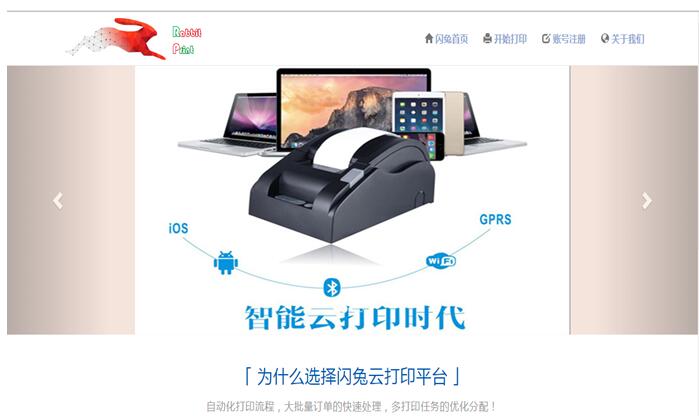 Rabbit
Print
闪兔首页 开始打印 账号注册 关于我们
iOS
GPRS
WiFi
智能云打印时代
「 为什么选择闪兔云打印平台 」
自动化打印流程，大批量订单的快速处理，多打印任务的优化分配！